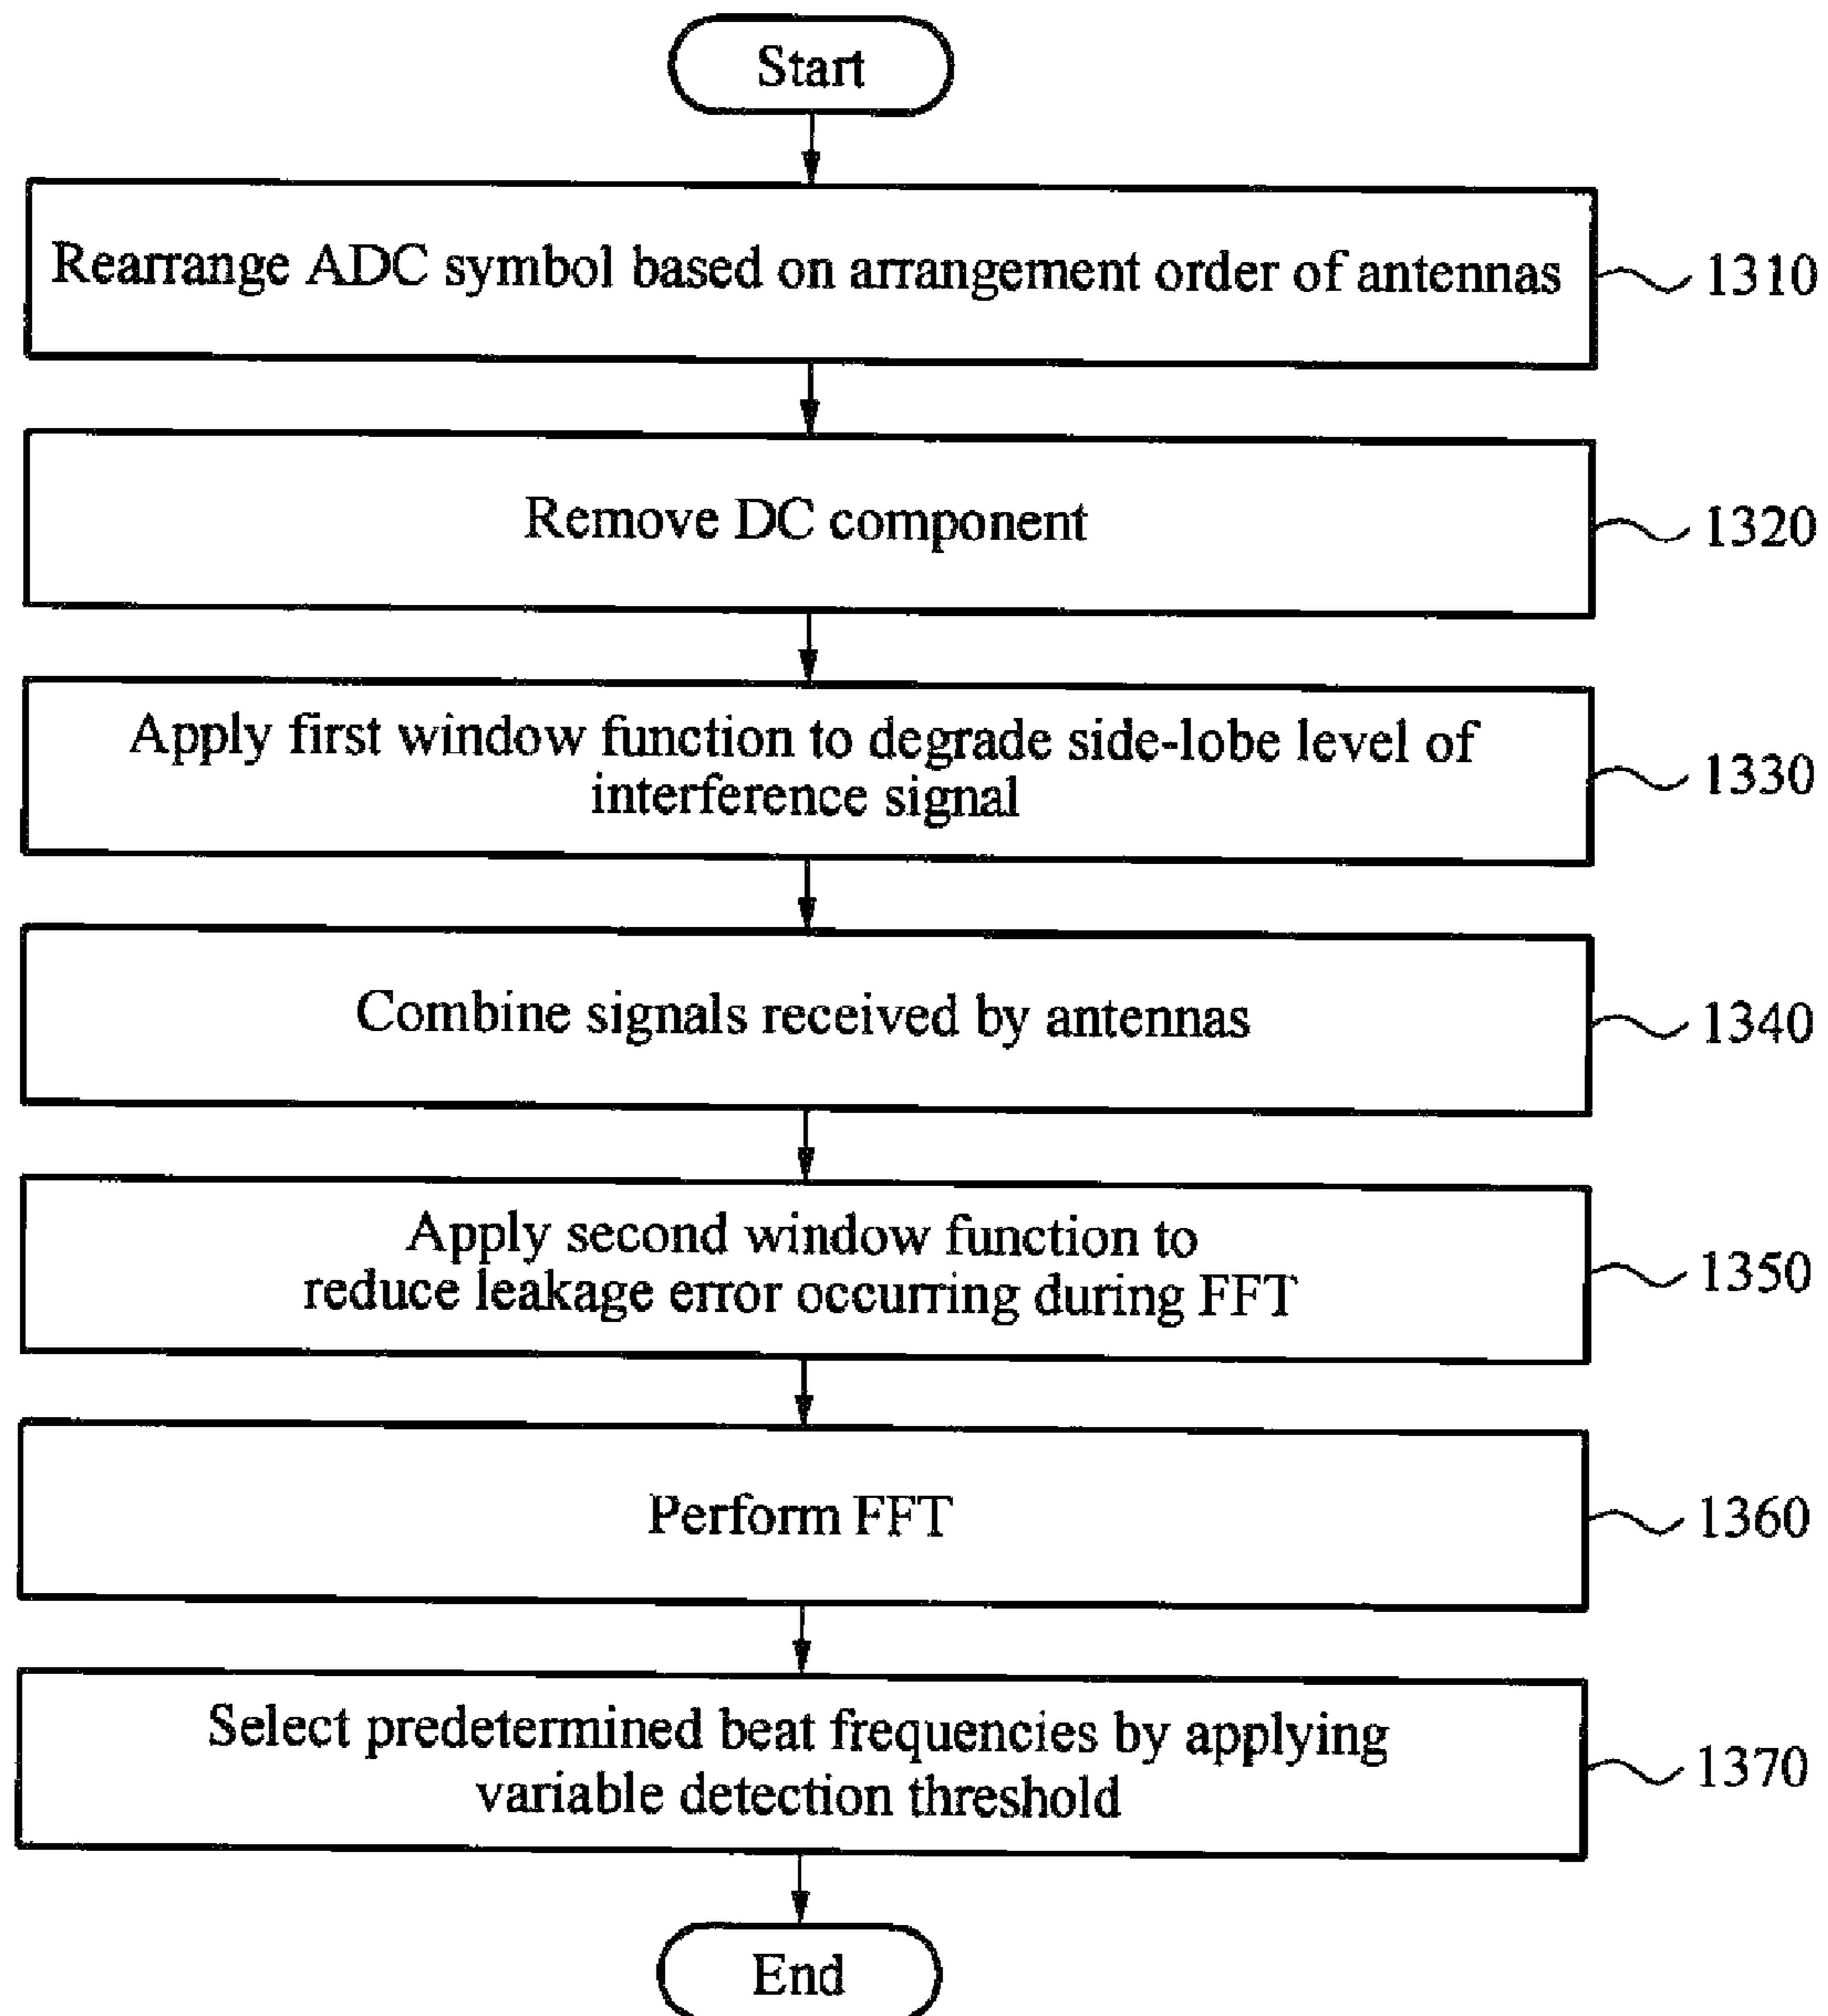 Start
Rearrange ADC symbol based on arrangement order of antennas
1310
Remove DC component
1320
Apply first window function to degrade side-lobe level of
interference signal
1330
Combine signals received by antennas
1340
Apply second window function to
reduce leakage error occurring during FFT
1350
Perform FFT
1360
Select predetermined beat frequencies by applying
variable detection threshold
1370
End